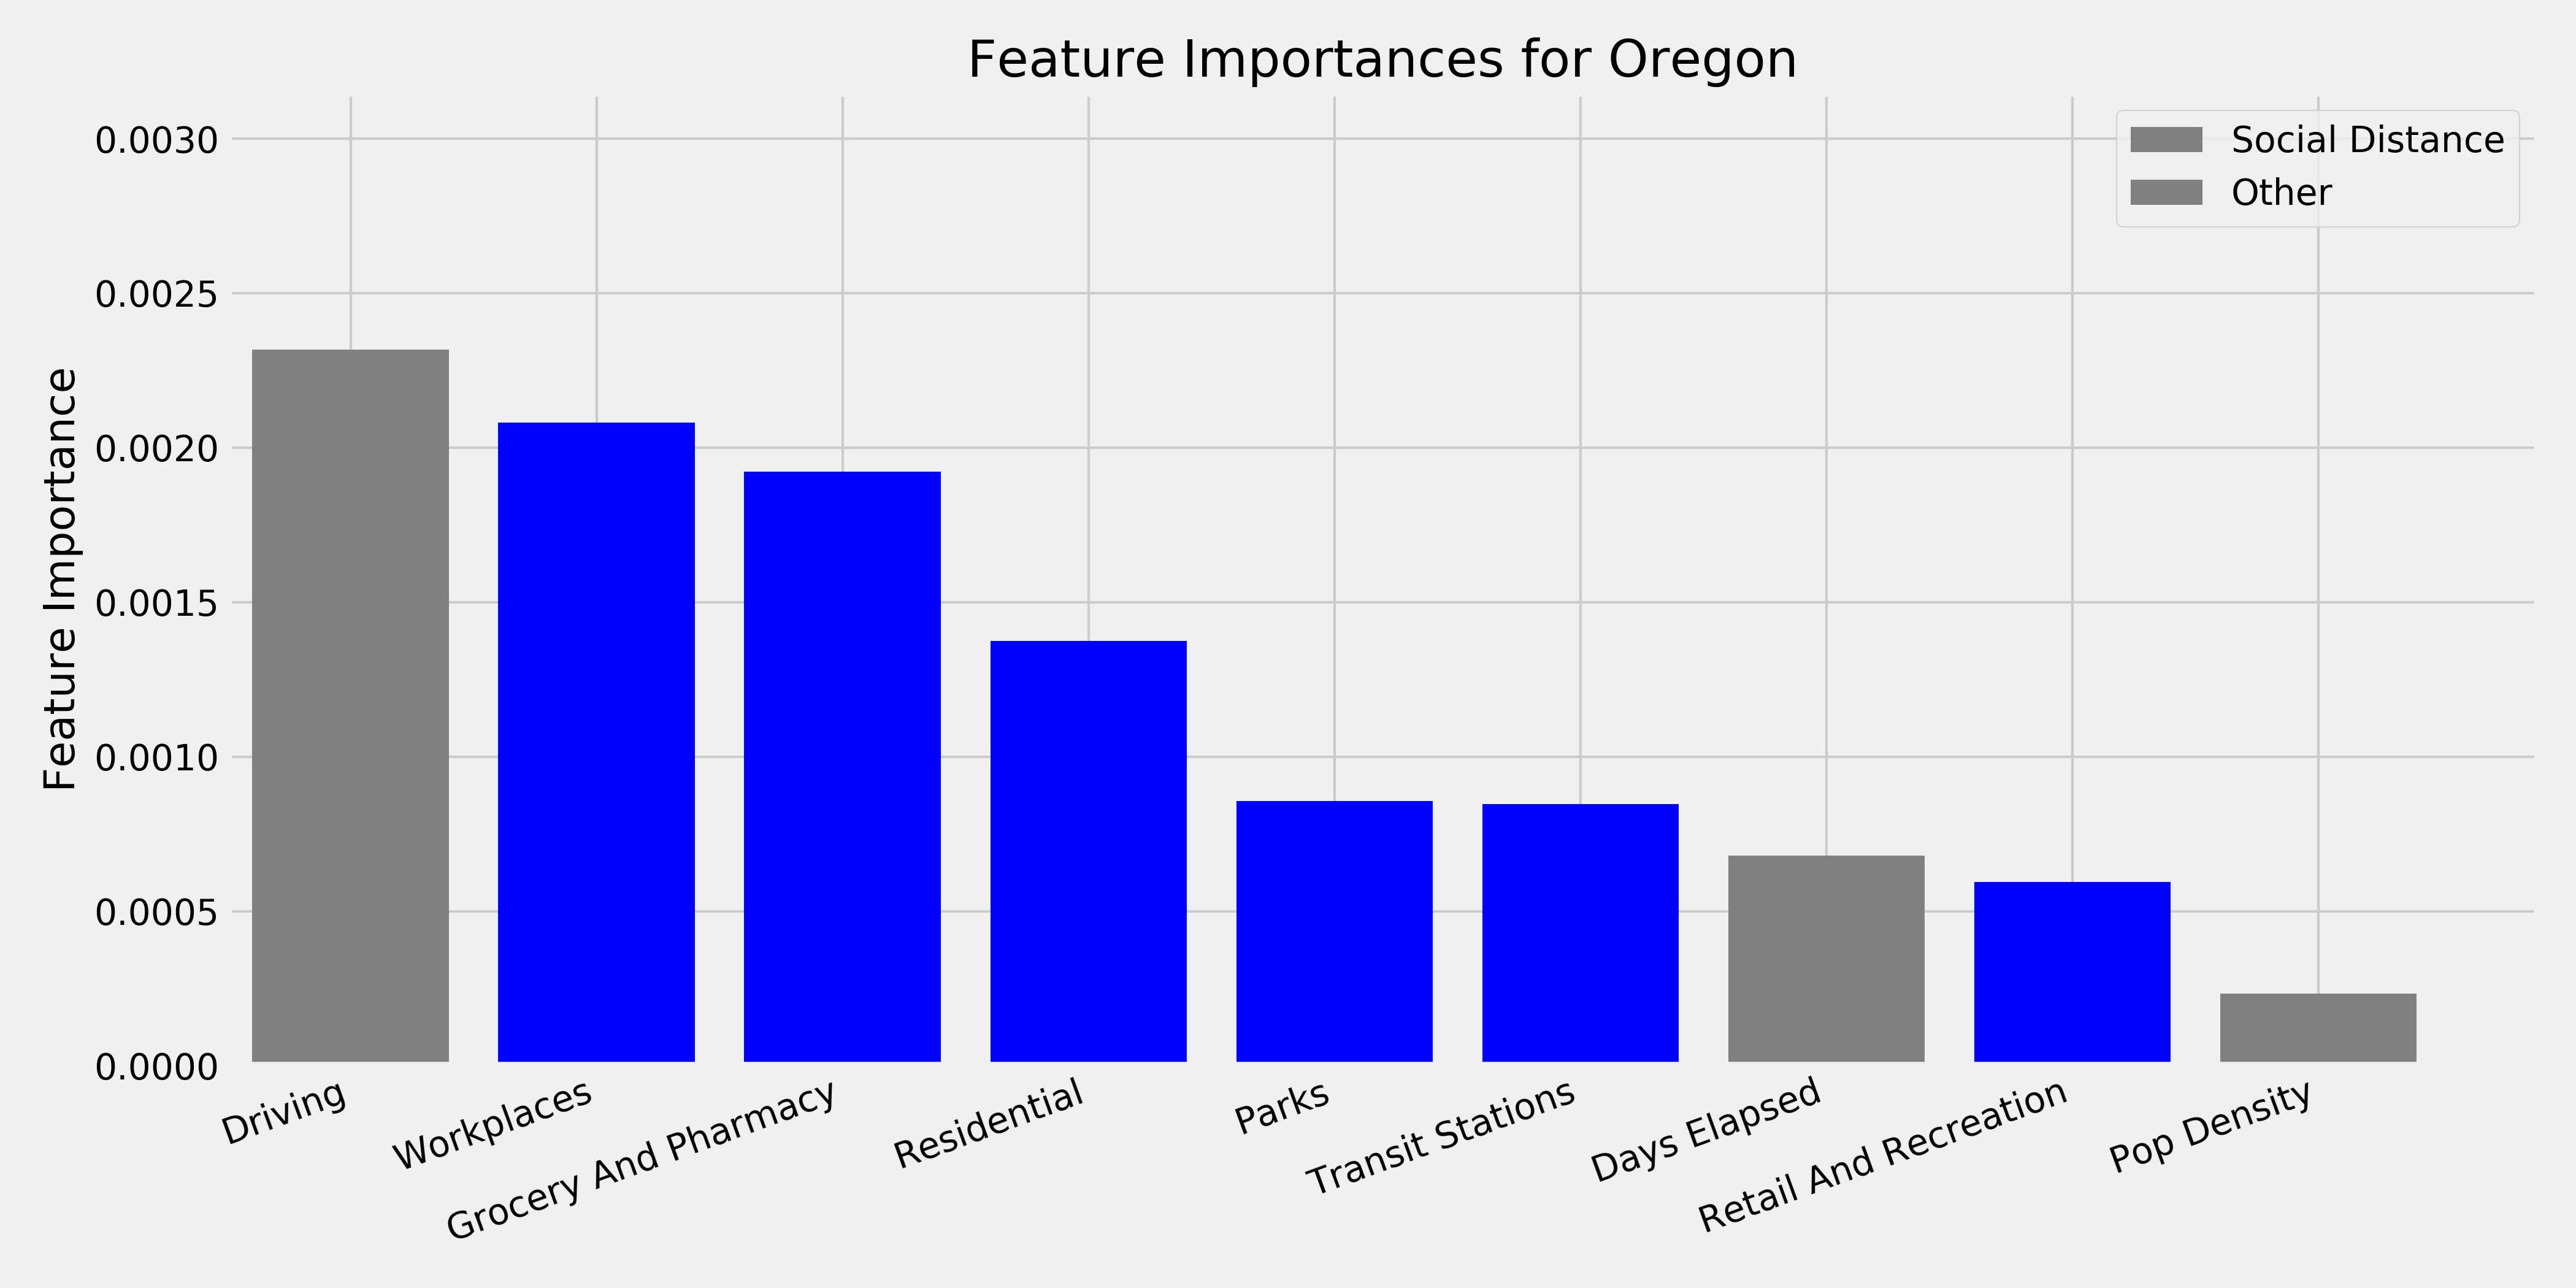 Feature Importances for Oregon
Social Distance
Other
Feature Importance
0.0030
0.0025
0.0020
0.0015
0.0010
0.0005
0.0000
Driving
Workplaces
Grocery And Pharmacy
Residential
Parks
Transit Stations
Days Elapsed
Retail And Recreation
Pop Density